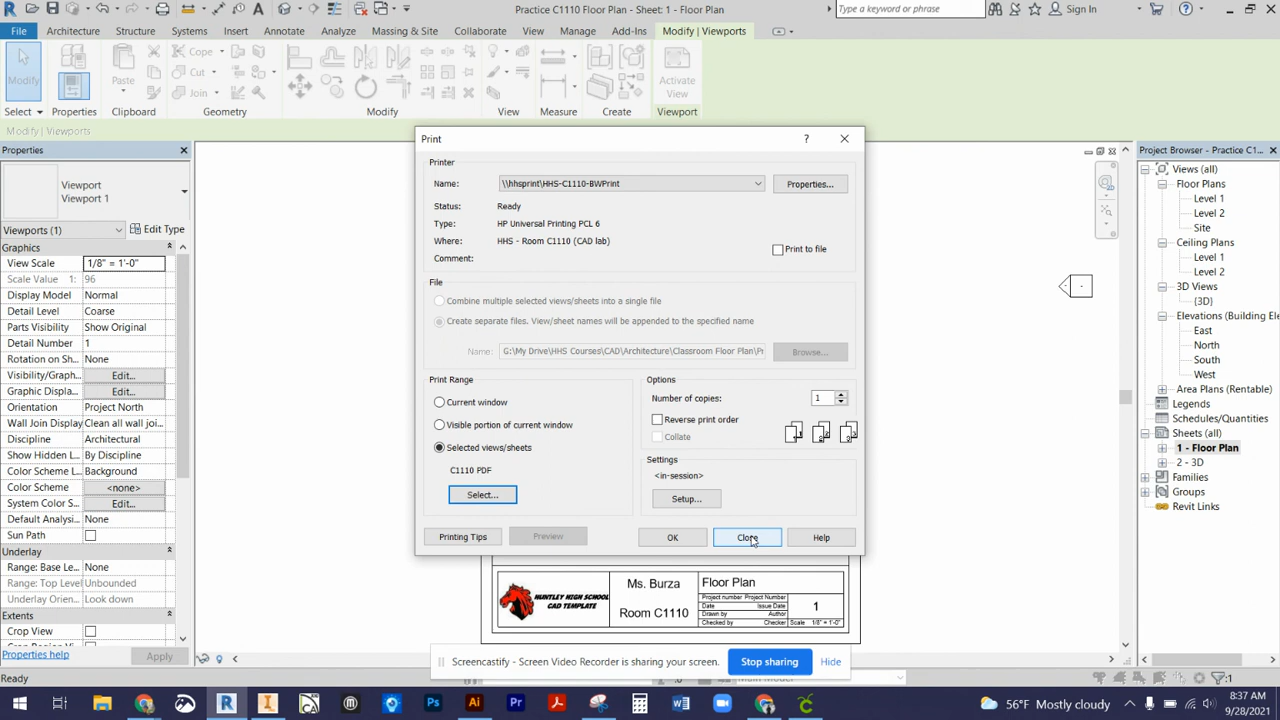 Practice C1110 Floor Plan - Sheet: 1 - Floor Plan
Type a keyword or phrase
Sign In
File Architecture Structure Systems Insert Annotate Analyze Massing & Site Collaborate View Manage Add-Ins Modify | Viewports
Modify
Paste
Cope
Cut
Join
Activate
View
Select Properties Clipboard Geometry Modify View Measure Create Viewport
Modify | Viewports
Properties
Viewport
Viewport 1
Viewports (1) Edit Type
Graphics
View Scale 1/8" = 1'-0"
Scale Value 1: 96
Display Model Normal
Detail Level Coarse
Parts Visibility Show Original
Detail Number 1
Rotation on Sh... None
Visibility/Graph... Edit...
Graphic Displa... Edit...
Orientation Project North
Wall Join Display Clean all wall joi...
Discipline Architectural
Show Hidden L... By Discipline
Color Scheme L... Background
Color Scheme <none>
System Color S... Edit...
Default Analysi... None
Sun Path
Underlay
Range: Base Le... None
Range: Top Level Unbounded
Underlay Orien... Look down
Extents
Crop View
Properties help Apply
Ready
Print
Printer
Name: \\hhsprint\HHS-C1110-BWPrint Properties...
Status: Ready
Type: HP Universal Printing PCL 6
Where: HHS - Room C1110 (CAD lab)
Comment: Print to file
File
Combine multiple selected views/sheets into a single file
Create separate files. View/sheet names will be appended to the specified name
Name: G:\My Drive\HHS Courses\CAD\Architecture\Classroom Floor Plan\Pr Browse...
Print Range
Current window
Visible portion of current window
Selected views/sheets
C1110 PDF
Select...
Options
Number of copies: 1
Reverse print order
Collate
Settings
<in-session>
Setup...
Printing Tips Preview OK Close Help
HUNTLEY HIGH SCHOOL
CAD TEMPLATE
Ms. Burza
Room C1110
Floor Plan
Project number Project Number
Date Issue Date
Drawn by Author
Checked by Checker
1
Scale 1/8" = 1'-0"
Screencastify - Screen Video Recorder is sharing your screen. Stop sharing Hide
Main Model
Project Browser - Practice C1...
Views (all)
Floor Plans
Level 1
Level 2
Site
Ceiling Plans
Level 1
Level 2
3D Views
{3D}
Elevations (Building Ele
East
North
South
West
Area Plans (Rentable)
Legends
Schedules/Quantities
Sheets (all)
1 - Floor Plan
2 - 3D
Families
Groups
Revit Links
:1
56°F Mostly cloudy
8:37 AM
9/28/2021